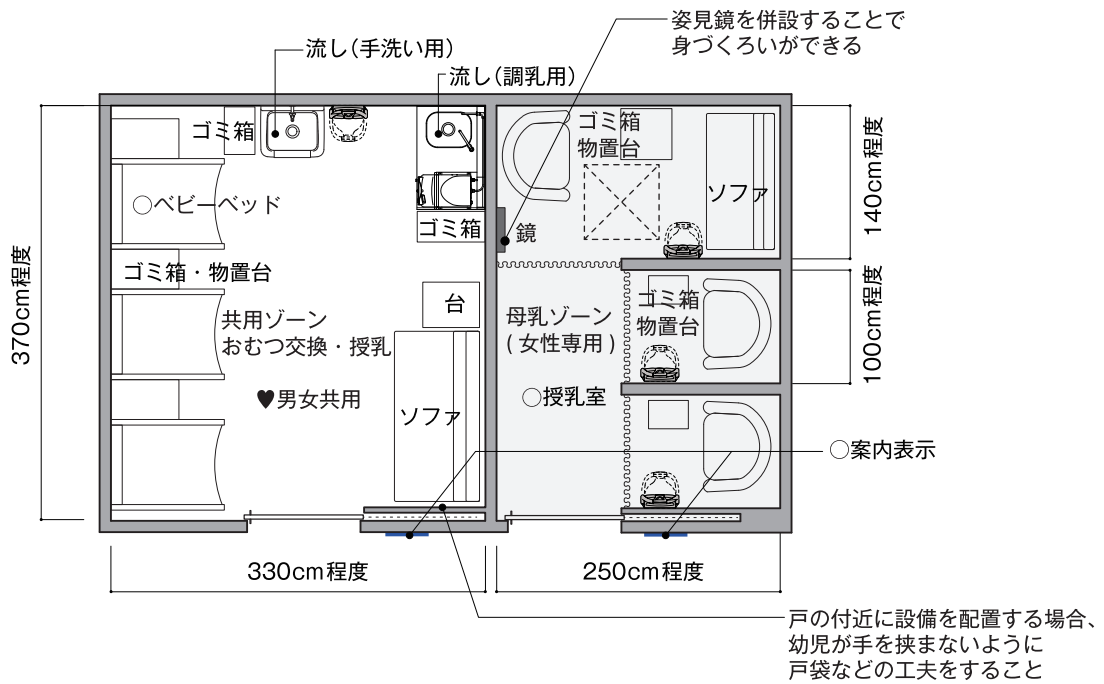 姿見鏡を併設することで
身づくろいができる
流し（手洗い用）
流し（調乳用）
ゴミ箱
ゴミ箱
物置台
ソファ
140cm程度
○ベビーベッド
ゴミ箱
鏡
ゴミ箱・物置台
370cm程度
台
共用ゾーン
おむつ交換・授乳
♥男女共用
ソファ
母乳ゾーン
(女性専用)
○授乳室
ゴミ箱
物置台
100cm程度
○案内表示
330cm程度
250cm程度
戸の付近に設備を配置する場合、
幼児が手を挟まないように
戸袋などの工夫をすること